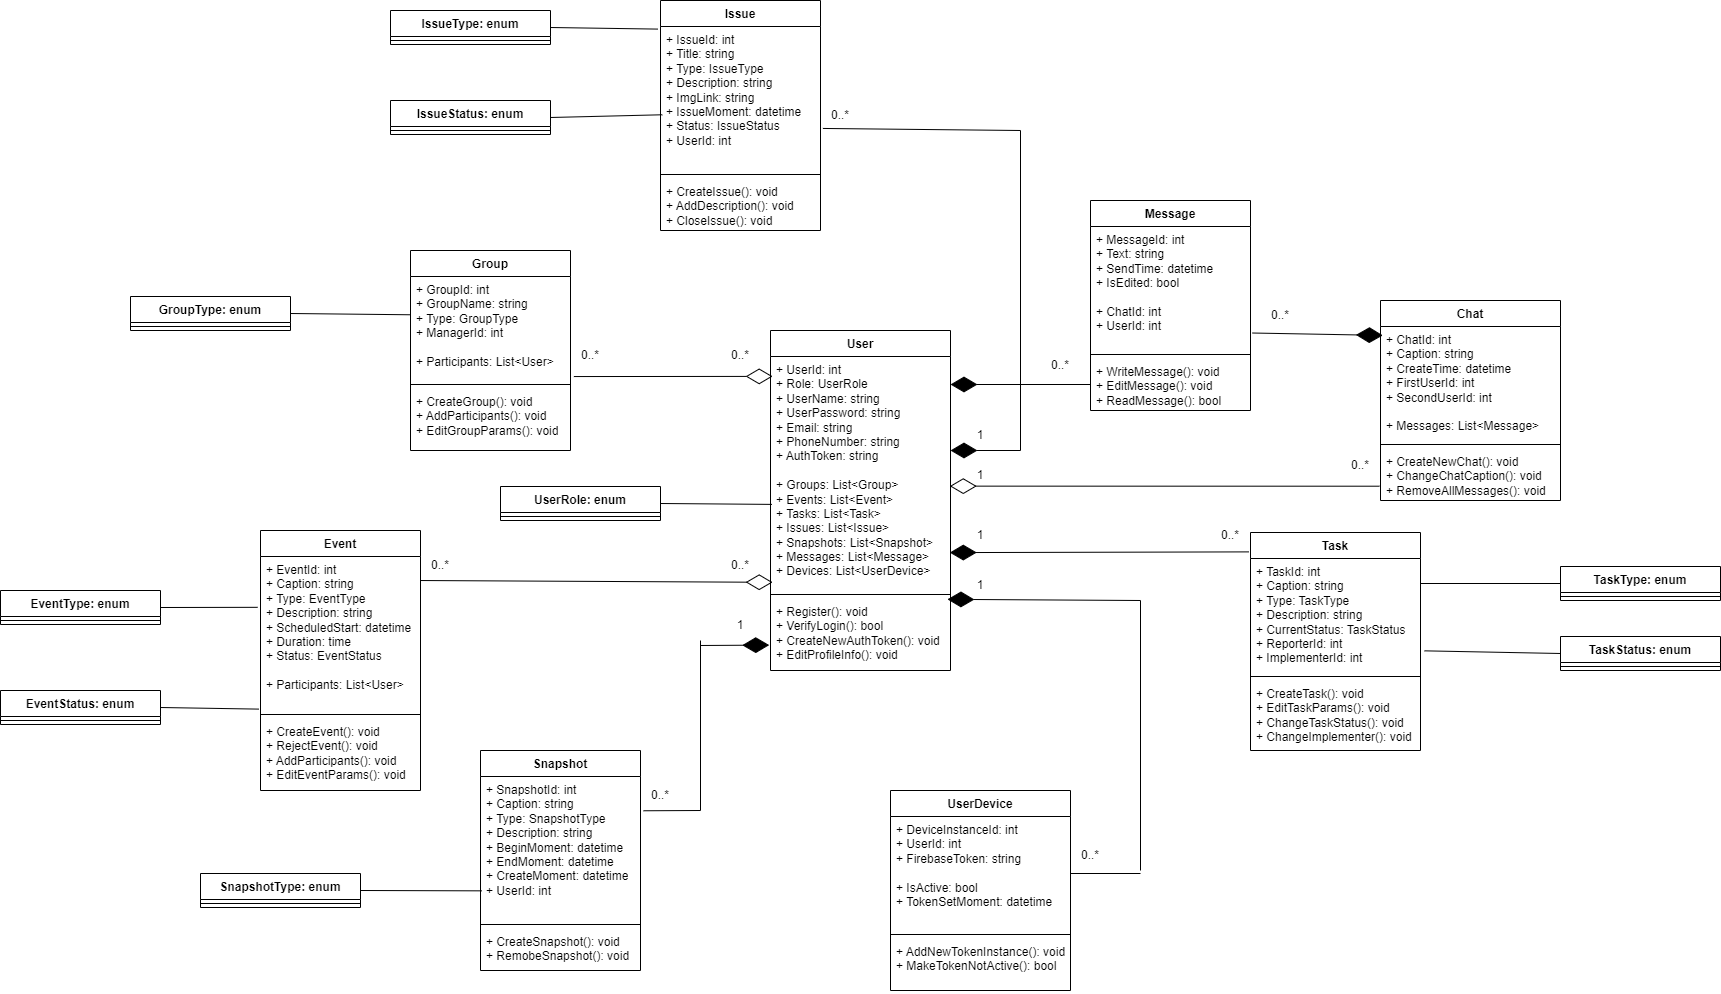 IssueType: enum
IssueStatus: enum
Issue
+ IssueId: int
+ Title: string
+ Type: IssueType
+ Description: string
+ ImgLink: string
+ IssueMoment: datetime
+ Status: IssueStatus
+ UserId: int
+ CreateIssue(): void
+ AddDescription(): void
+ CloseIssue(): void
0..*
Message
+ MessageId: int
+ Text: string
+ SendTime: datetime
+ IsEdited: bool
+ ChatId: int
+ UserId: int
+ WriteMessage(): void
+ EditMessage(): void
+ ReadMessage(): bool
0..*
0..*
Chat
+ ChatId: int
+ Caption: string
+ CreateTime: datetime
+ FirstUserId: int
+ SecondUserId: int
+ Messages: List<Message>
+ CreateNewChat(): void
+ ChangeChatCaption(): void
+ RemoveAllMessages(): void
0..*
GroupType: enum
Group
+ GroupId: int
+ GroupName: string
+ Type: GroupType
+ ManagerId: int
+ Participants: List<User>
+ CreateGroup(): void
+ AddParticipants(): void
+ EditGroupParams(): void
0..*
0..*
User
+ UserId: int
+ Role: UserRole
+ UserName: string
+ UserPassword: string
+ Email: string
+ PhoneNumber: string
+ AuthToken: string
+ Groups: List<Group>
+ Events: List<Event>
+ Tasks: List<Task>
+ Issues: List<Issue>
+ Snapshots: List<Snapshot>
+ Messages: List<Message>
+ Devices: List<UserDevice>
+ Register(): void
+ VerifyLogin(): bool
+ CreateNewAuthToken(): void
+ EditProfileInfo(): void
1
1
1
1
UserRole: enum
EventType: enum
EventStatus: enum
Event
+ EventId: int
+ Caption: string
+ Type: EventType
+ Description: string
+ ScheduledStart: datetime
+ Duration: time
+ Status: EventStatus
+ Participants: List<User>
+ CreateEvent(): void
+ RejectEvent(): void
+ AddParticipants(): void
+ EditEventParams(): void
0..*
0..*
1
0..*
Task
+ TaskId: int
+ Caption: string
+ Type: TaskType
+ Description: string
+ CurrentStatus: TaskStatus
+ ReporterId: int
+ ImplementerId: int
+ CreateTask(): void
+ EditTaskParams(): void
+ ChangeTaskStatus(): void
+ ChangeImplementer(): void
TaskType: enum
TaskStatus: enum
SnapshotType: enum
Snapshot
+ SnapshotId: int
+ Caption: string
+ Type: SnapshotType
+ Description: string
+ BeginMoment: datetime
+ EndMoment: datetime
+ CreateMoment: datetime
+ UserId: int
+ CreateSnapshot(): void
+ RemobeSnapshot(): void
0..*
UserDevice
+ DeviceInstanceId: int
+ UserId: int
+ FirebaseToken: string
+ IsActive: bool
+ TokenSetMoment: datetime
+ AddNewTokenInstance(): void
+ MakeTokenNotActive(): bool
0..*